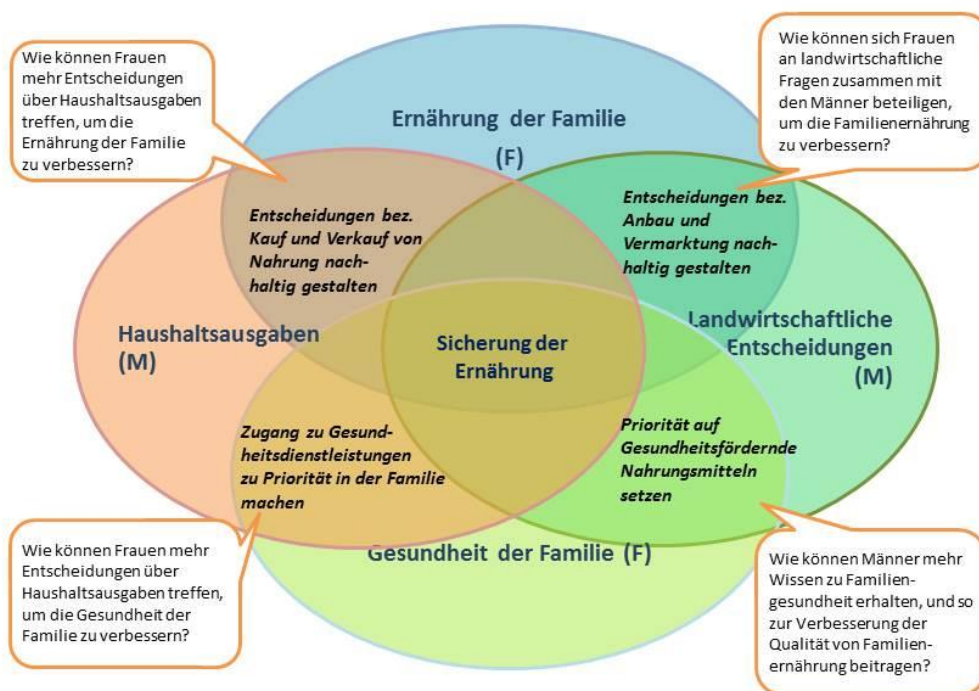 Wie können Frauen
mehr Entscheidungen
über Haushaltsausgaben
treffen, um die
Ernährung der Familie
zu verbessern?
Wie können sich Frauen
an landwirtschaftliche
Fragen zusammen mit
den Männer beteiligen,
um die Familienernährung
zu verbessern?
Ernährung der Familie
(F)
Entscheidungen bez.
Kauf und Verkauf von
Nahrung nach-
haltig gestalten
Entscheidungen bez.
Anbau und
Vermarktung nach-
haltig gestalten
Haushaltsausgaben
(M)
Sicherung der
Ernährung
Landwirtschaftliche
Entscheidungen
(M)
Zugang zu Gesund-
heitsdienstleistungen
zu Priorität in der Familie
machen
Priorität auf
Gesundheitsfördernde
Nahrungsmitteln
setzen
Gesundheit der Familie (F)
Wie können Frauen mehr
Entscheidungen über
Haushaltsausgaben treffen,
um die Gesundheit der
Familie zu verbessern?
Wie können Männer mehr
Wissen zu Familien-
gesundheit erhalten, und so
zur Verbesserung der
Qualität von Familien-
ernährung beitragen?